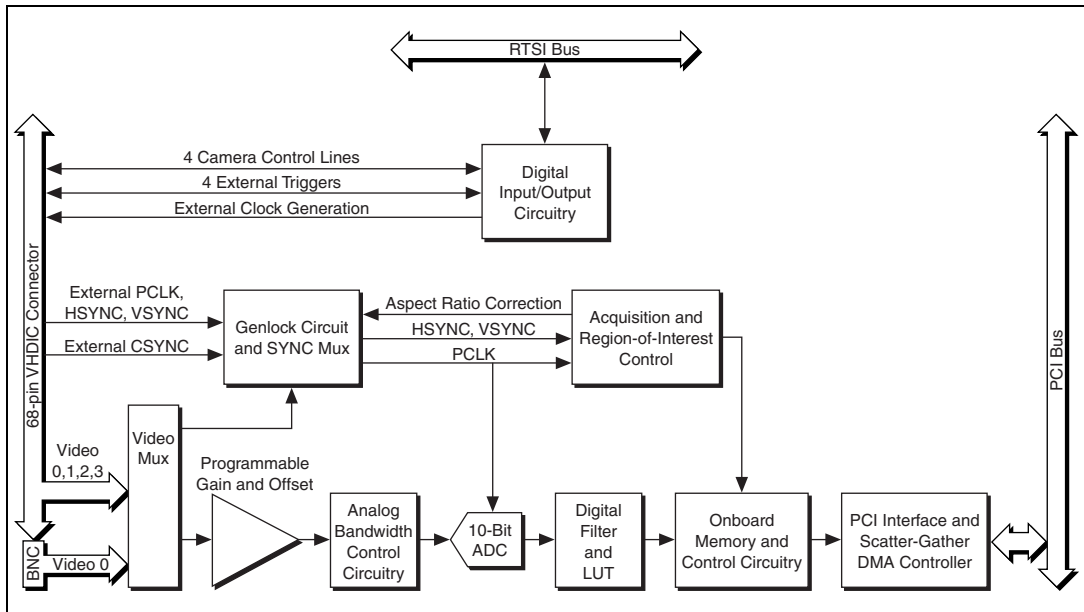 RTSI Bus
68-pin VHDIC Connector
4 Camera Control Lines
4 External Triggers
External Clock Generation
Digital
Input/Output
Circuitry
PCI Bus
External PCLK,
HSYNC, VSYNC
External CSYNC
Genlock Circuit
and SYNC Mux
Aspect Ratio Correction
HSYNC, VSYNC
PCLK
Acquisition and
Region-of-Interest
Control
Video
0,1,2,3
Video
Mux
Programmable
Gain and Offset
Analog
Bandwidth
Control
Circuitry
10-Bit
ADC
Digital
Filter
and
LUT
Onboard
Memory and
Control Circuitry
PCI Interface and
Scatter-Gather
DMA Controller
BNC
Video 0